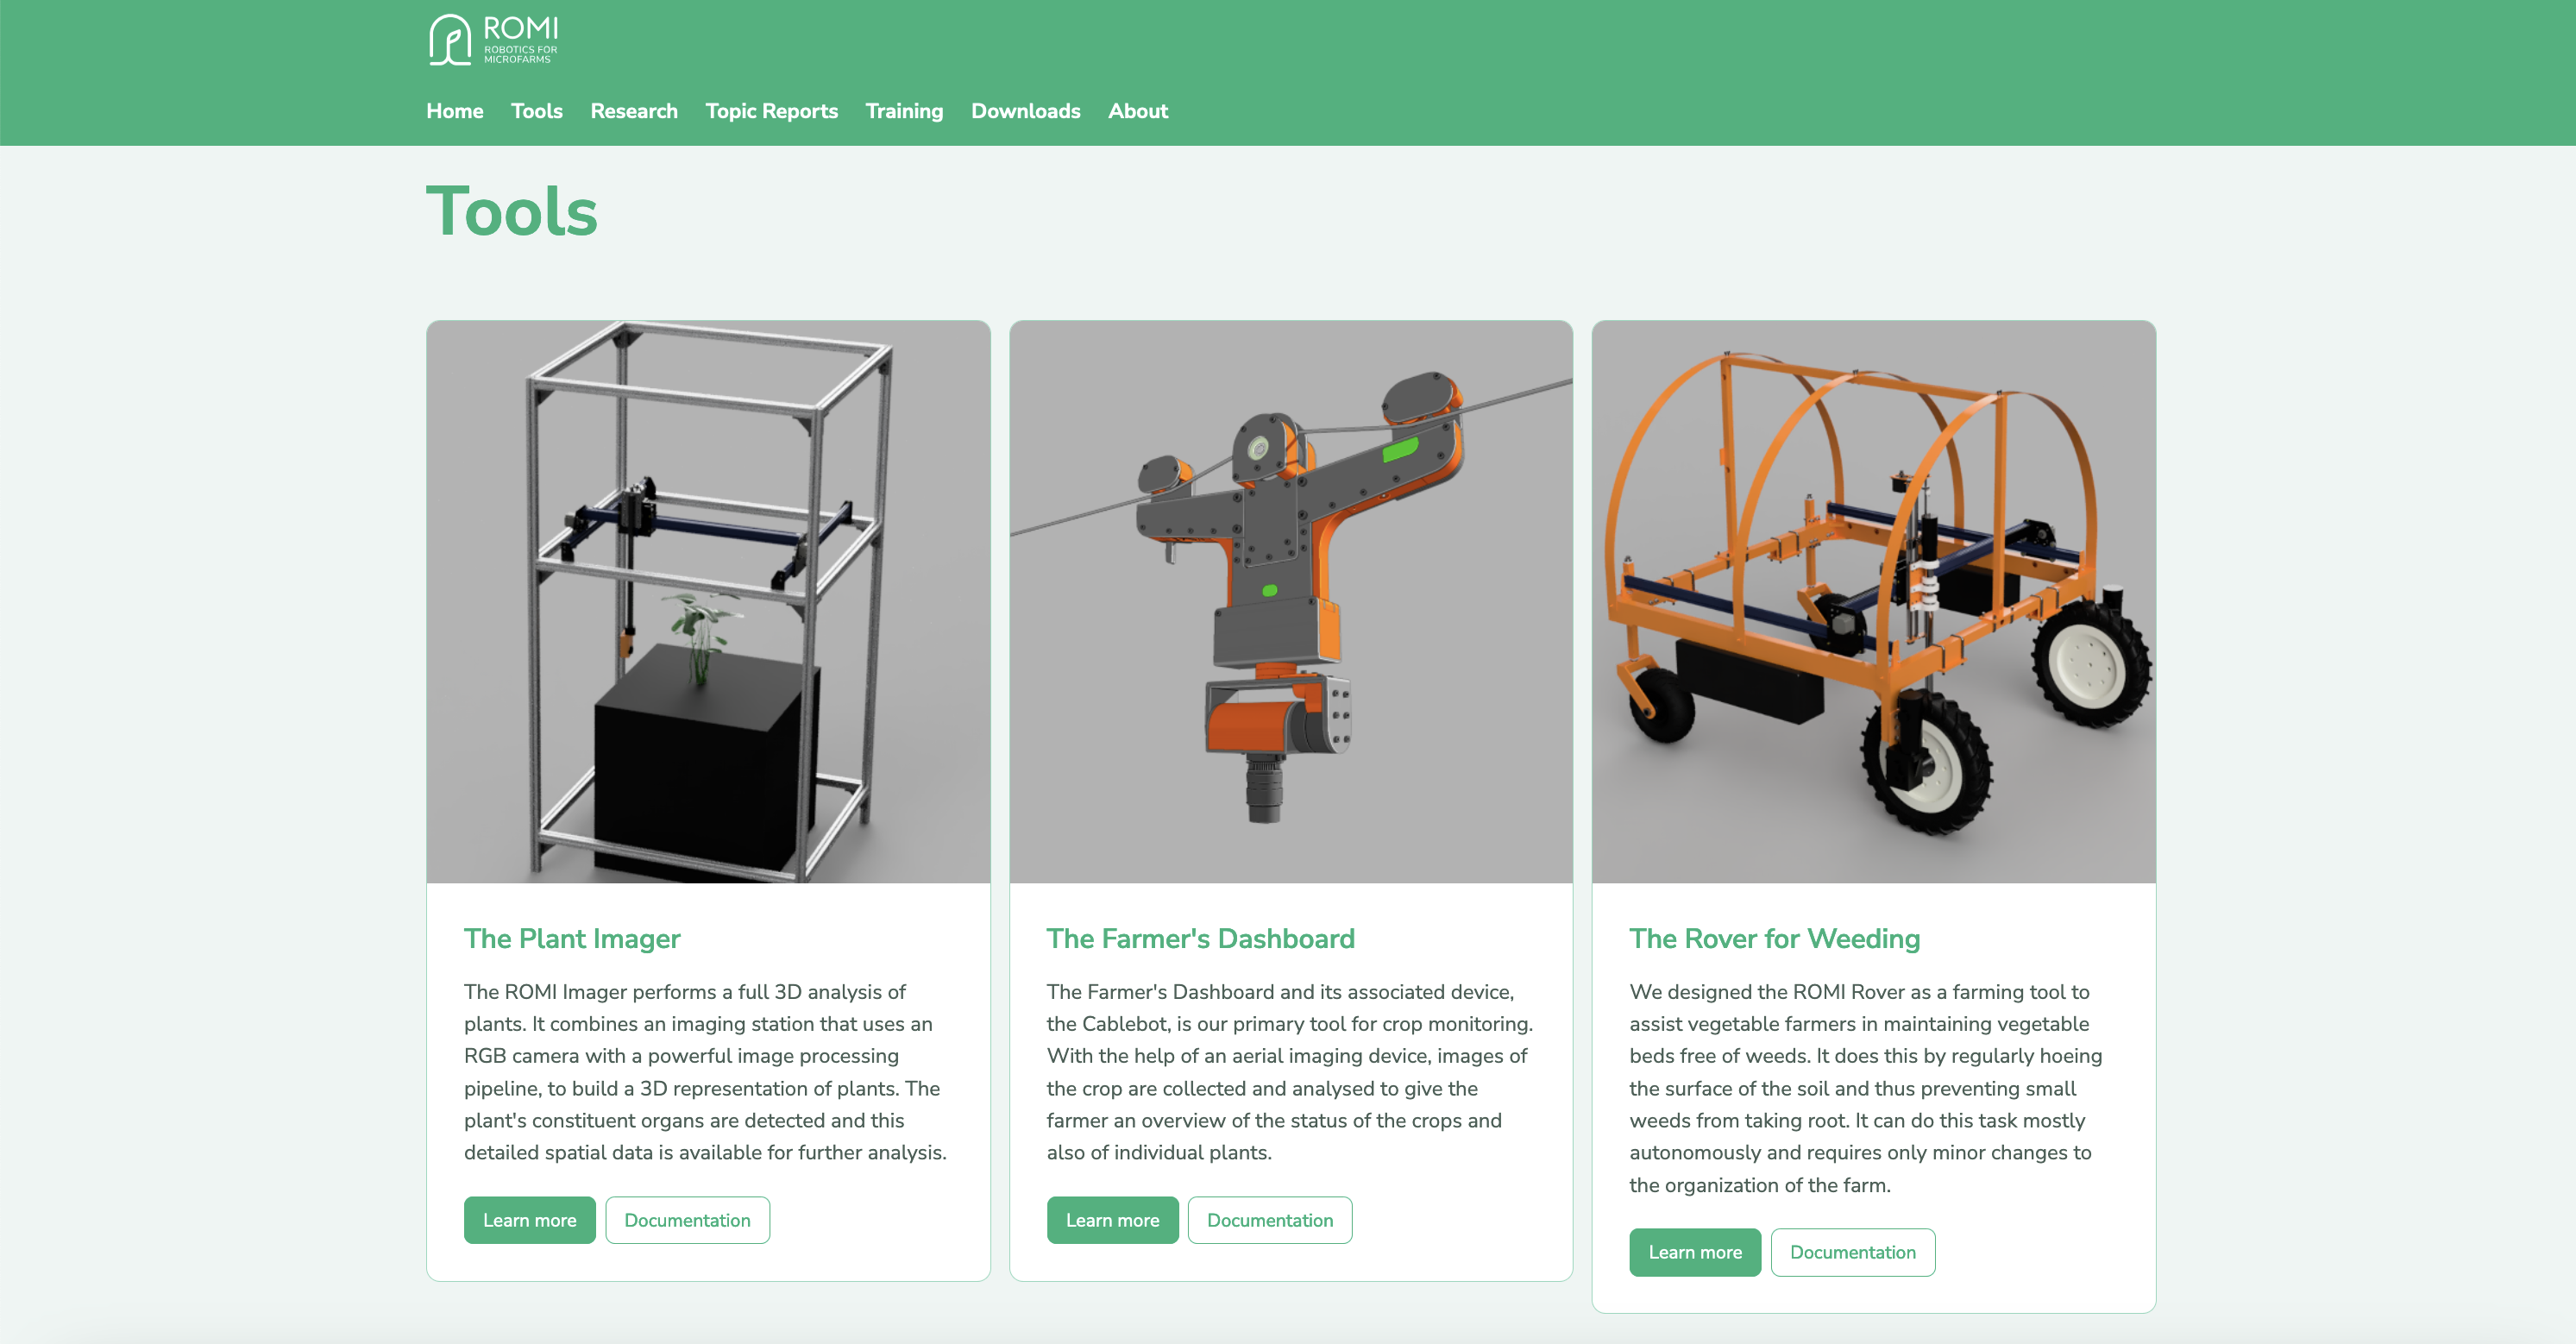 ROMI
ROBOTICS FOR
MICROFARMS
Home Tools Research Topic Reports Training Downloads About
Tools
The Plant Imager
The ROMI Imager performs a full 3D analysis of
plants. It combines an imaging station that uses an
RGB camera with a powerful image processing
pipeline, to build a 3D representation of plants. The
plant's constituent organs are detected and this
detailed spatial data is available for further analysis.
Learn more Documentation
The Farmer's Dashboard
The Farmer's Dashboard and its associated device,
the Cablebot, is our primary tool for crop monitoring.
With the help of an aerial imaging device, images of
the crop are collected and analysed to give the
farmer an overview of the status of the crops and
also of individual plants.
Learn more Documentation
The Rover for Weeding
We designed the ROMI Rover as a farming tool to
assist vegetable farmers in maintaining vegetable
beds free of weeds. It does this by regularly hoeing
the surface of the soil and thus preventing small
weeds from taking root. It can do this task mostly
autonomously and requires only minor changes to
the organization of the farm.
Learn more Documentation